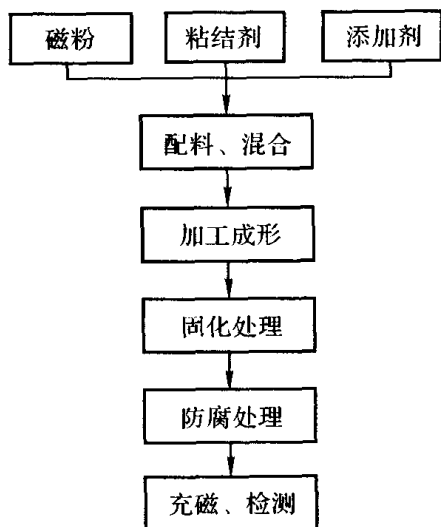 磁粉 粘结剂 添加剂
配料、混合
加工成形
固化处理
防腐处理
充磁、检测